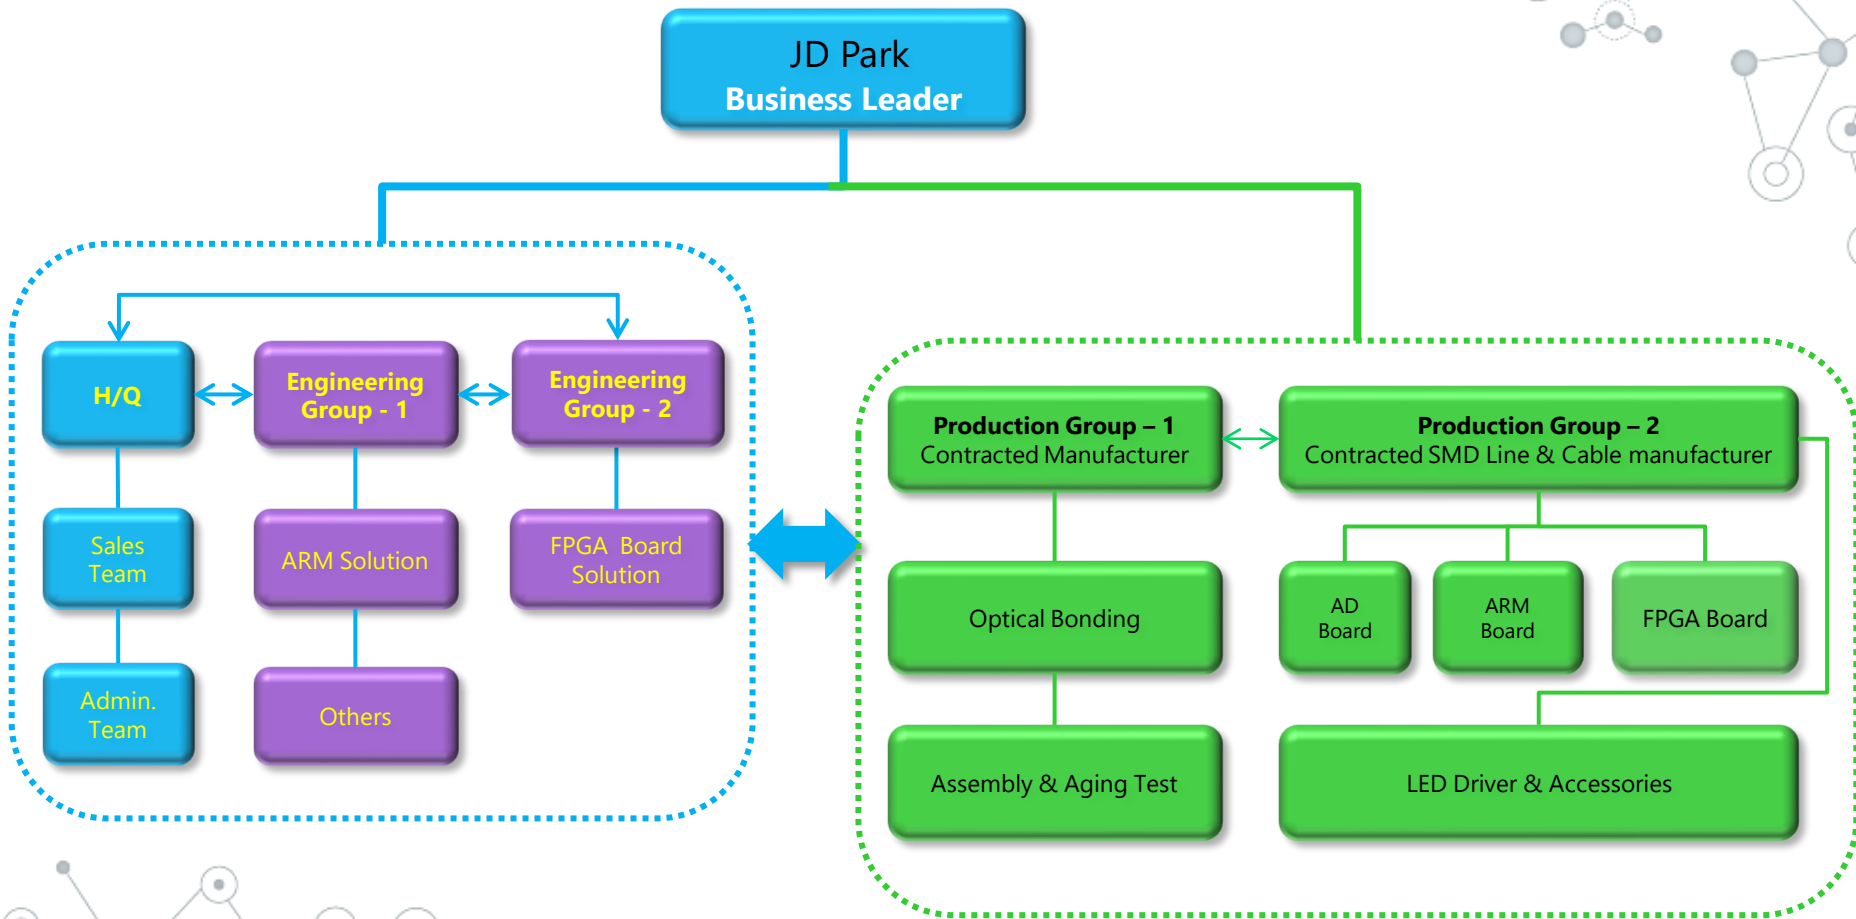 JD Park
Business Leader
H/Q
Engineering
Group - 1
Engineering
Group - 2
Sales
Team
ARM Solution
FPGA  Board
Solution
Admin.
Team
Others
Production Group – 1
Contracted Manufacturer
Production Group – 2
Contracted SMD Line & Cable manufacturer
Optical Bonding
AD
Board
ARM
Board
FPGA Board
Assembly & Aging Test
LED Driver & Accessories